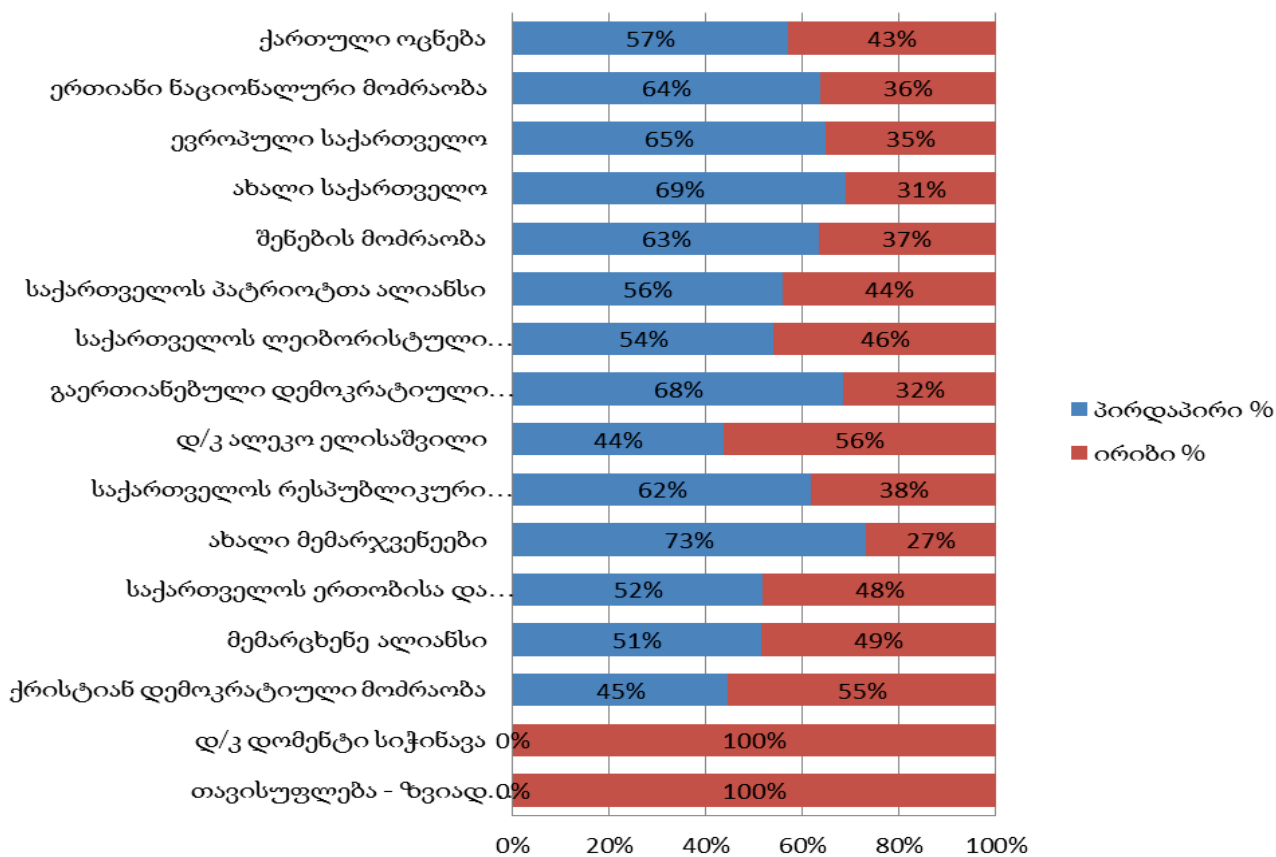 ქართული ოცნება 57% 43%
ერთიანი ნაციონალური მოძრაობა 64% 36%
ევროპული საქართველო 65% 35%
ახალი საქართველო 69% 31%
შენების მოძრაობა 63% 37%
საქართველოს პატრიოტთა ალიანსი 56% 44%
საქართველოს ლეიბორისტული… 54% 46%
გაერთიანებული დემოკრატიული… 68% 32%
დ/კ ალეკო ელისაშვილი 44% 56%
საქართველოს რესპუბლიკური… 62% 38%
ახალი მემარჯვენეები 73% 27%
საქართველოს ერთობისა და… 52% 48%
მემარცხენე ალიანსი 51% 49%
ქრისტიან დემოკრატიული მოძრაობა 45% 55%
დ/კ დომენტი სიჭინავა 0% 100%
თავისუფლება - ზვიად… 0% 100%
0% 20% 40% 60% 80% 100%
პირდაპირი %
ირიბი %